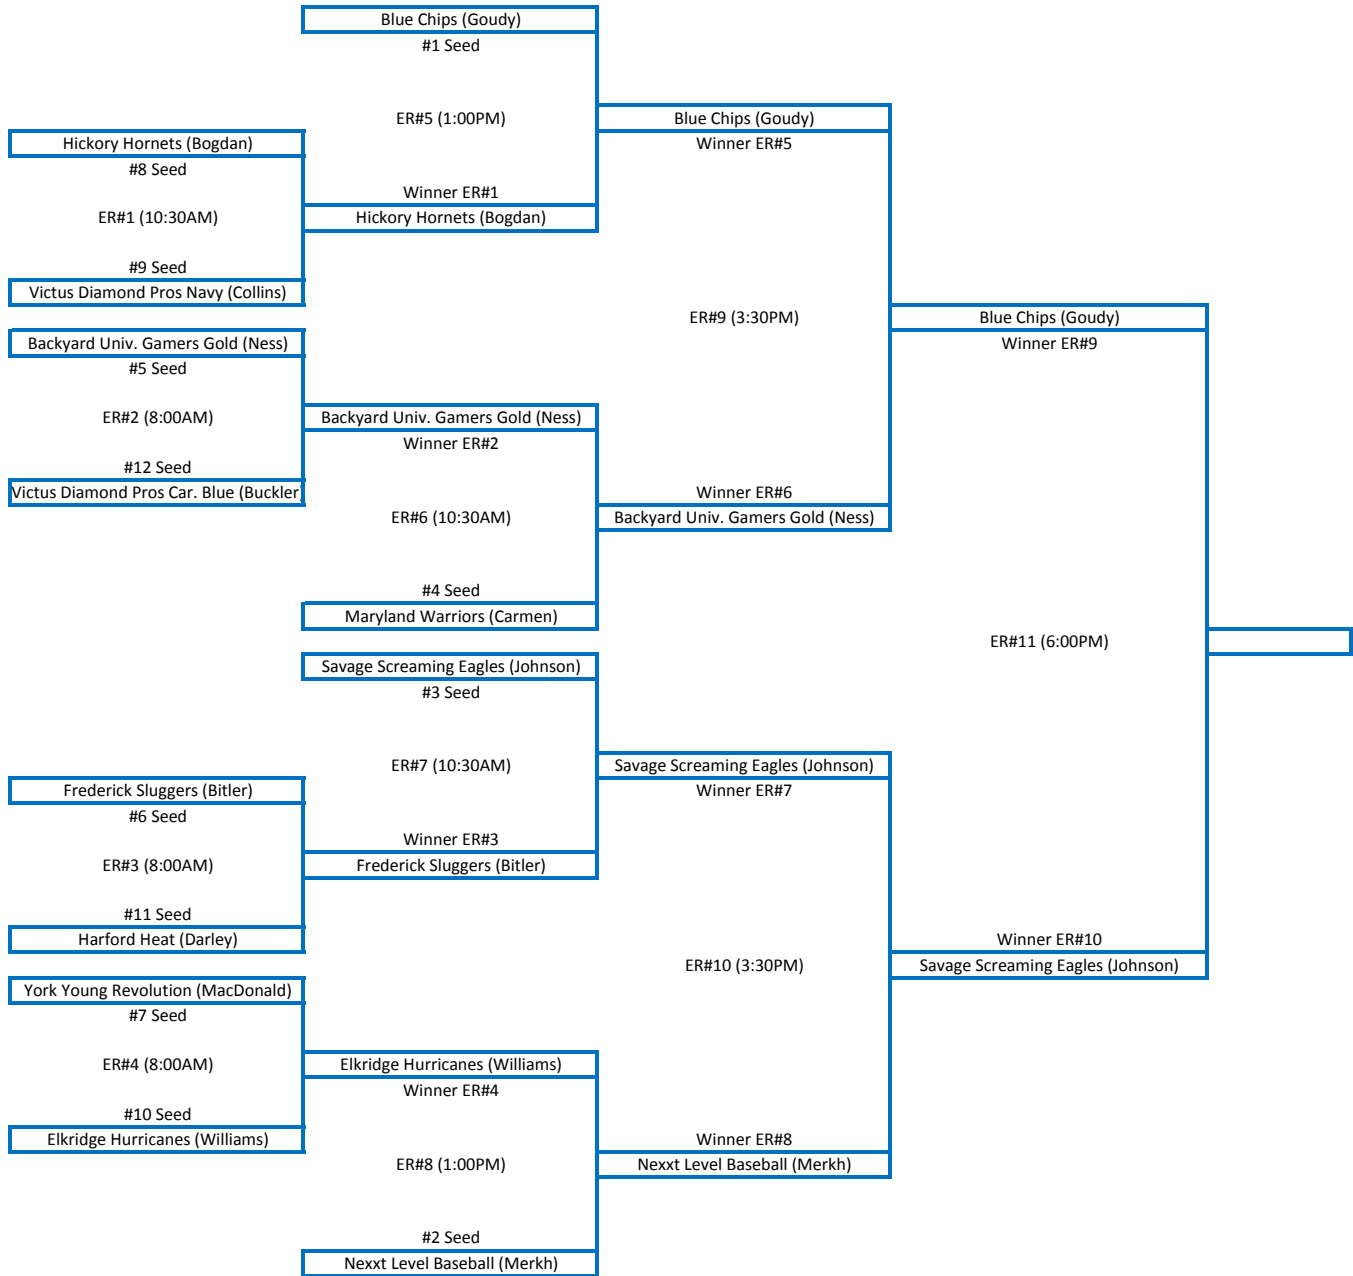 Blue Chips (Goudy)
#1 Seed
ER#5 (1:00PM)
Blue Chips (Goudy)
Winner ER#5
Hickory Hornets (Bogdan)
#8 Seed
Winner ER#1
ER#1 (10:30AM)
Hickory Hornets (Bogdan)
#9 Seed
Victus Diamond Pros Navy (Collins)
ER#9 (3:30PM)
Blue Chips (Goudy)
Winner ER#9
Backyard Univ. Gamers Gold (Ness)
#5 Seed
ER#2 (8:00AM)
Backyard Univ. Gamers Gold (Ness)
Winner ER#2
#12 Seed
Victus Diamond Pros Car. Blue (Buckler)
Winner ER#6
ER#6 (10:30AM)
Backyard Univ. Gamers Gold (Ness)
#4 Seed
Maryland Warriors (Carmen)
ER#11 (6:00PM)
Savage Screaming Eagles (Johnson)
#3 Seed
ER#7 (10:30AM)
Savage Screaming Eagles (Johnson)
Winner ER#7
Frederick Sluggers (Bitler)
#6 Seed
Winner ER#3
ER#3 (8:00AM)
Frederick Sluggers (Bitler)
#11 Seed
Harford Heat (Darley)
Winner ER#10
ER#10 (3:30PM)
Savage Screaming Eagles (Johnson)
York Young Revolution (MacDonald)
#7 Seed
ER#4 (8:00AM)
Elkridge Hurricanes (Williams)
Winner ER#4
#10 Seed
Elkridge Hurricanes (Williams)
Winner ER#8
ER#8 (1:00PM)
Nexxt Level Baseball (Merkh)
#2 Seed
Nexxt Level Baseball (Merkh)